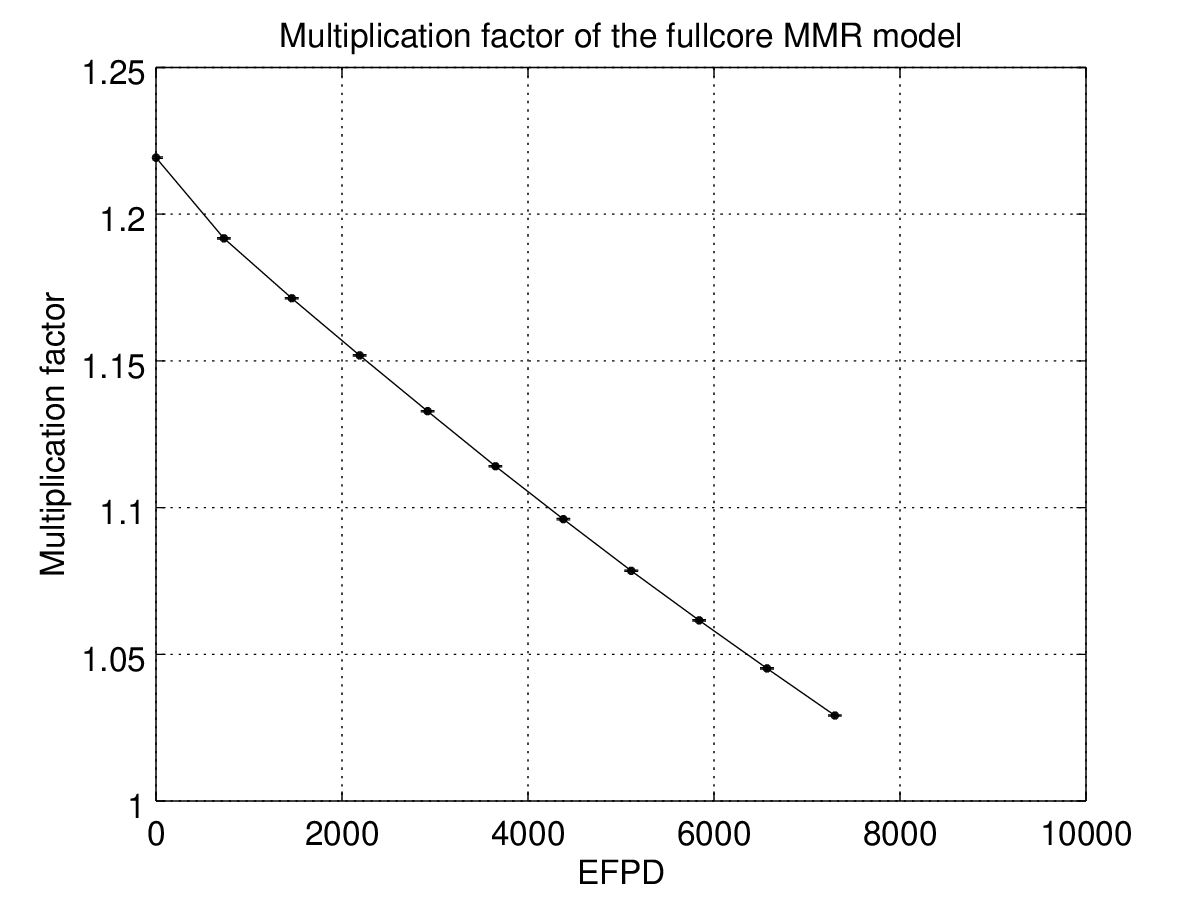 Multiplication factor of the fullcore MMR model
1.25
1.2
1.15
1.1
1.05
1
Multiplication factor
0 2000 4000 6000 8000 10000
EFPD